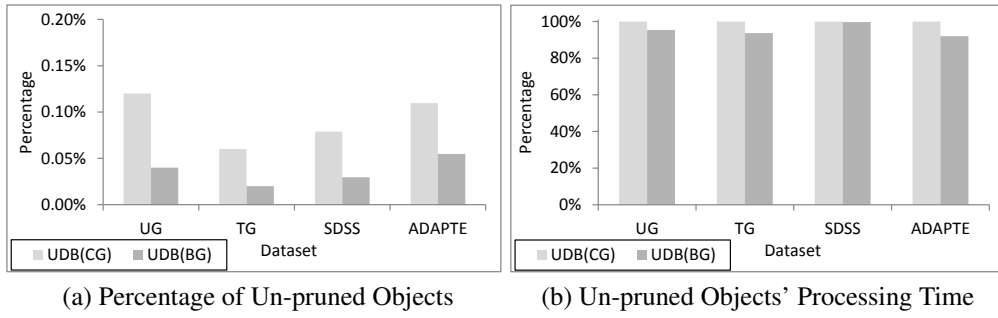 0.20%
0.15%
0.10%
0.05%
0.00%
Percentage
UG TG SDSS ADAPTE
Dataset
UDB(CG) UDB(BG)
(a) Percentage of Un-pruned Objects
100%
80%
60%
40%
20%
0%
Percentage
UG TG SDSS ADAPTE
Dataset
UDB(CG) UDB(BG)
(b) Un-pruned Objects’ Processing Time